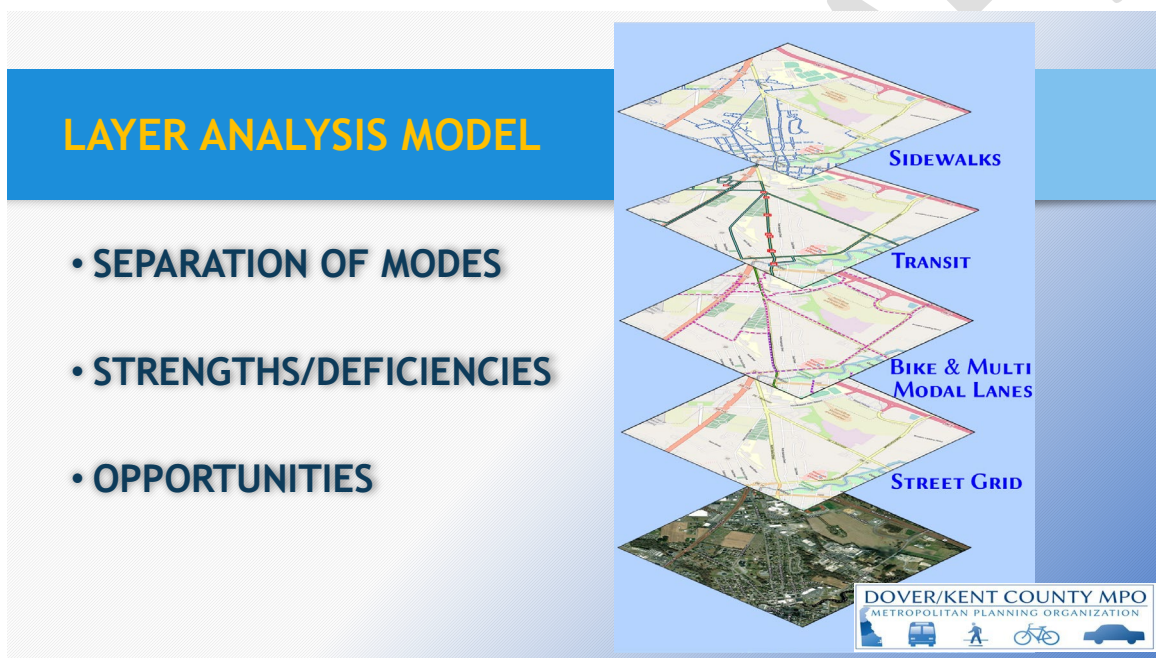 LAYER ANALYSIS MODEL
• SEPARATION OF MODES
• STRENGTHS/DEFICIENCIES
• OPPORTUNITIES
SIDEWALKS
TRANSIT
BIKE & MULTI
MODAL LANES
STREET GRID
DOVER/KENT COUNTY MPO
METROPOLITAN PLANNING ORGANIZATION